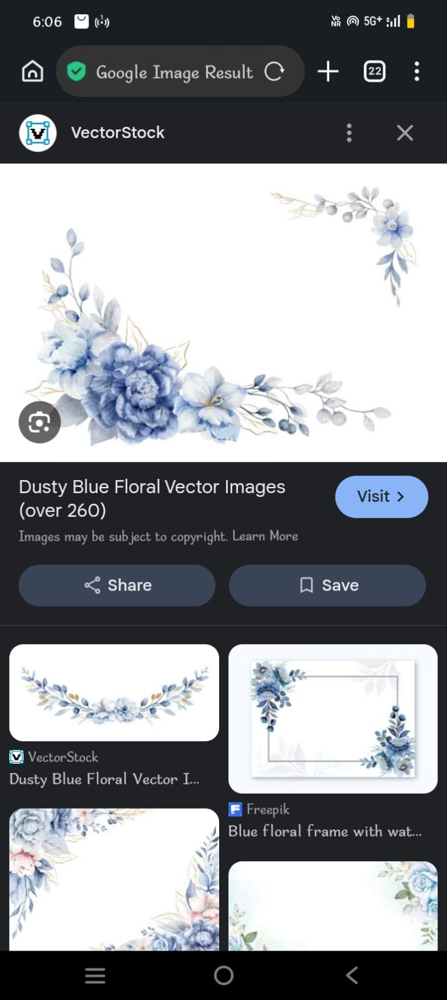 6:06
Vo
NR
5G+
Google Image Result
22
VectorStock
Dusty Blue Floral Vector Images
(over 260)
Visit
Images may be subject to copyright. Learn More
Share
Save
VectorStock
Dusty Blue Floral Vector I...
Freepik
Blue floral frame with wat...